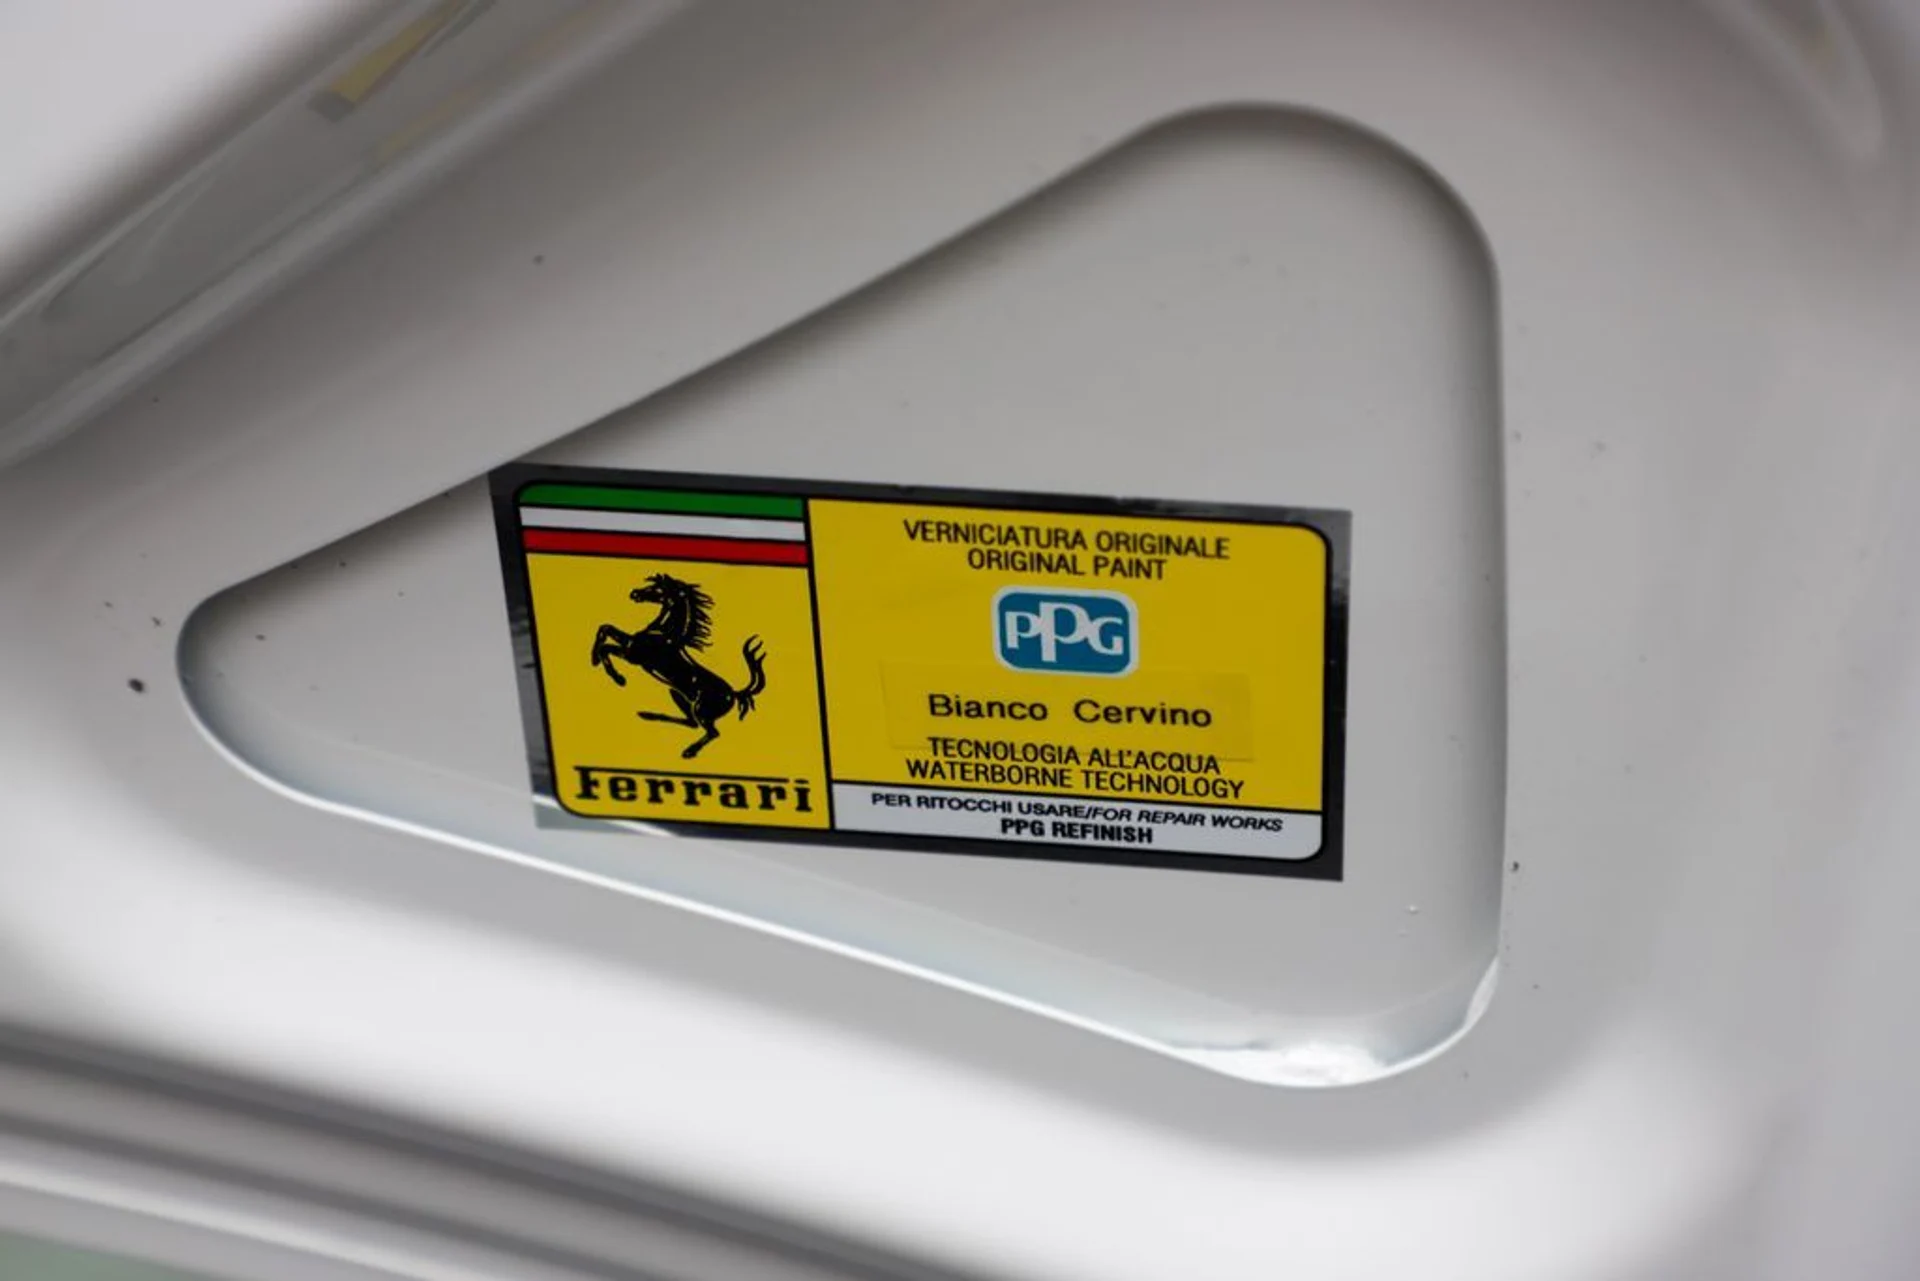 VERNICIATURA ORIGINALE
ORIGINAL PAINT
PPG
Bianco Cervino
TECNOLOGIA ALL'ACQUA
WATERBORNE TECHNOLOGY
PER RITOCCHI USARE/FOR REPAIR WORKS
PPG REFINISH
Ferrari